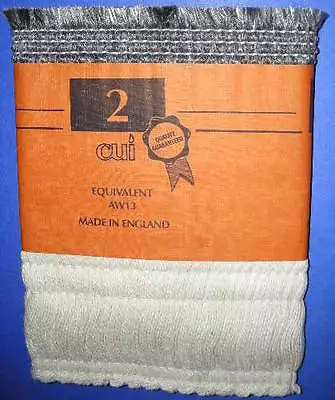 2
cui
QUALITY
GUARANTEED
EQUIVALENT
AW13
MADE IN ENGLAND